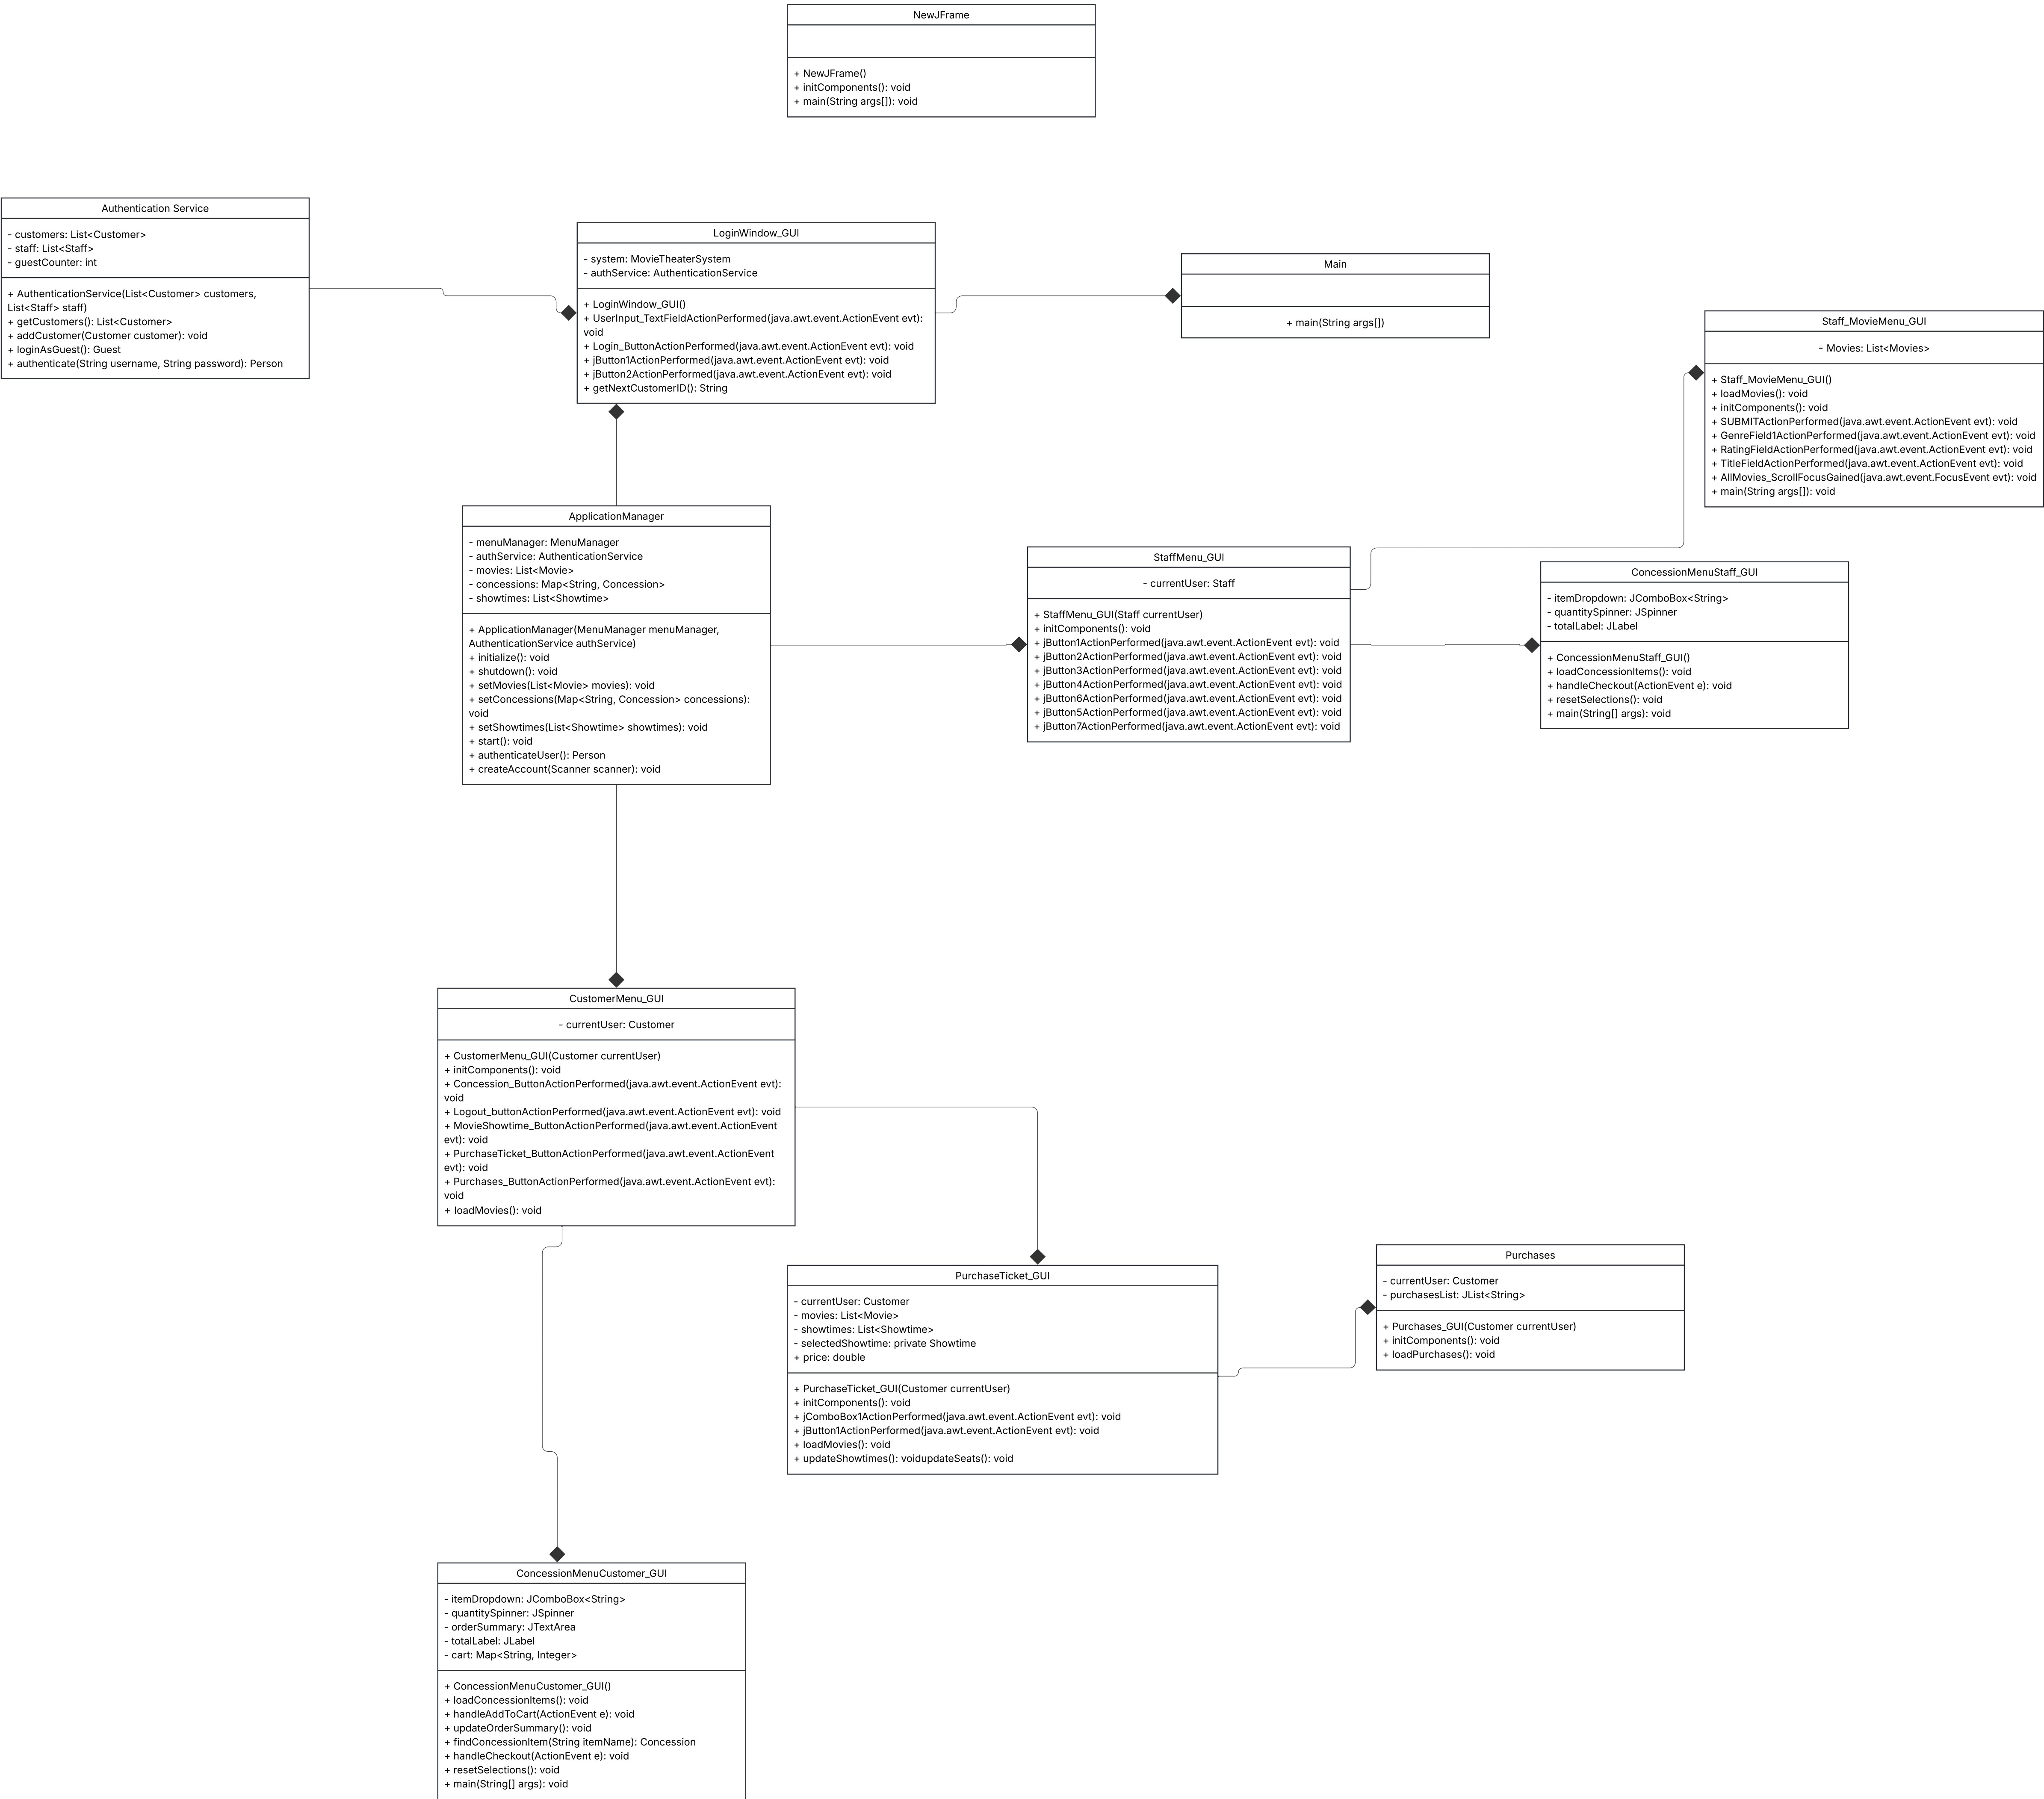 NewJFrame
+ NewJFrame()
+ initComponents(): void
+ main(String args[]): void
Authentication Service
- customers: List<Customer>
- staff: List<Staff>
- guestCounter: int
+ AuthenticationService(List<Customer> customers,
List<Staff> staff)
+ getCustomers(): List<Customer>
+ addCustomer(Customer customer): void
+ loginAsGuest(): Guest
+ authenticate(String username, String password): Person
LoginWindow_GUI
- system: MovieTheaterSystem
- authService: AuthenticationService
+ LoginWindow_GUI()
+ UserInput_TextFieldActionPerformed(java.awt.event.ActionEvent evt):
void
+ Login_ButtonActionPerformed(java.awt.event.ActionEvent evt): void
+ jButton1ActionPerformed(java.awt.event.ActionEvent evt): void
+ jButton2ActionPerformed(java.awt.event.ActionEvent evt): void
+ getNextCustomerID(): String
Main
+ main(String args[])
Staff_MovieMenu_GUI
- Movies: List<Movies>
+ Staff_MovieMenu_GUI()
+ loadMovies(): void
+ initComponents(): void
+ SUBMITActionPerformed(java.awt.event.ActionEvent evt): void
+ GenreField1ActionPerformed(java.awt.event.ActionEvent evt): void
+ RatingFieldActionPerformed(java.awt.event.ActionEvent evt): void
+ TitleFieldActionPerformed(java.awt.event.ActionEvent evt): void
+ AllMovies_ScrollFocusGained(java.awt.event.FocusEvent evt): void
+ main(String args[]): void
ApplicationManager
- menuManager: MenuManager
- authService: AuthenticationService
- movies: List<Movie>
- concessions: Map<String, Concession>
- showtimes: List<Showtime>
+ ApplicationManager(MenuManager menuManager,
AuthenticationService authService)
+ initialize(): void
+ shutdown(): void
+ setMovies(List<Movie> movies): void
+ setConcessions(Map<String, Concession> concessions):
void
+ setShowtimes(List<Showtime> showtimes): void
+ start(): void
+ authenticateUser(): Person
+ createAccount(Scanner scanner): void
StaffMenu_GUI
- currentUser: Staff
+ StaffMenu_GUI(Staff currentUser)
+ initComponents(): void
+ jButton1ActionPerformed(java.awt.event.ActionEvent evt): void
+ jButton2ActionPerformed(java.awt.event.ActionEvent evt): void
+ jButton3ActionPerformed(java.awt.event.ActionEvent evt): void
+ jButton4ActionPerformed(java.awt.event.ActionEvent evt): void
+ jButton6ActionPerformed(java.awt.event.ActionEvent evt): void
+ jButton5ActionPerformed(java.awt.event.ActionEvent evt): void
+ jButton7ActionPerformed(java.awt.event.ActionEvent evt): void
ConcessionMenuStaff_GUI
- itemDropdown: JComboBox<String>
- quantitySpinner: JSpinner
- totalLabel: JLabel
+ ConcessionMenuStaff_GUI()
+ loadConcessionItems(): void
+ handleCheckout(ActionEvent e): void
+ resetSelections(): void
+ main(String[] args): void
CustomerMenu_GUI
- currentUser: Customer
+ CustomerMenu_GUI(Customer currentUser)
+ initComponents(): void
+ Concession_ButtonActionPerformed(java.awt.event.ActionEvent evt):
void
+ Logout_buttonActionPerformed(java.awt.event.ActionEvent evt): void
+ MovieShowtime_ButtonActionPerformed(java.awt.event.ActionEvent
evt): void
+ PurchaseTicket_ButtonActionPerformed(java.awt.event.ActionEvent
evt): void
+ Purchases_ButtonActionPerformed(java.awt.event.ActionEvent evt):
void
+ loadMovies(): void
PurchaseTicket_GUI
- currentUser: Customer
- movies: List<Movie>
- showtimes: List<Showtime>
- selectedShowtime: private Showtime
+ price: double
+ PurchaseTicket_GUI(Customer currentUser)
+ initComponents(): void
+ jComboBox1ActionPerformed(java.awt.event.ActionEvent evt): void
+ jButton1ActionPerformed(java.awt.event.ActionEvent evt): void
+ loadMovies(): void
+ updateShowtimes(): voidupdateSeats(): void
Purchases
- currentUser: Customer
- purchasesList: JList<String>
+ Purchases_GUI(Customer currentUser)
+ initComponents(): void
+ loadPurchases(): void
ConcessionMenuCustomer_GUI
- itemDropdown: JComboBox<String>
- quantitySpinner: JSpinner
- orderSummary: JTextArea
- totalLabel: JLabel
- cart: Map<String, Integer>
+ ConcessionMenuCustomer_GUI()
+ loadConcessionItems(): void
+ handleAddToCart(ActionEvent e): void
+ updateOrderSummary(): void
+ findConcessionItem(String itemName): Concession
+ handleCheckout(ActionEvent e): void
+ resetSelections(): void
+ main(String[] args): void